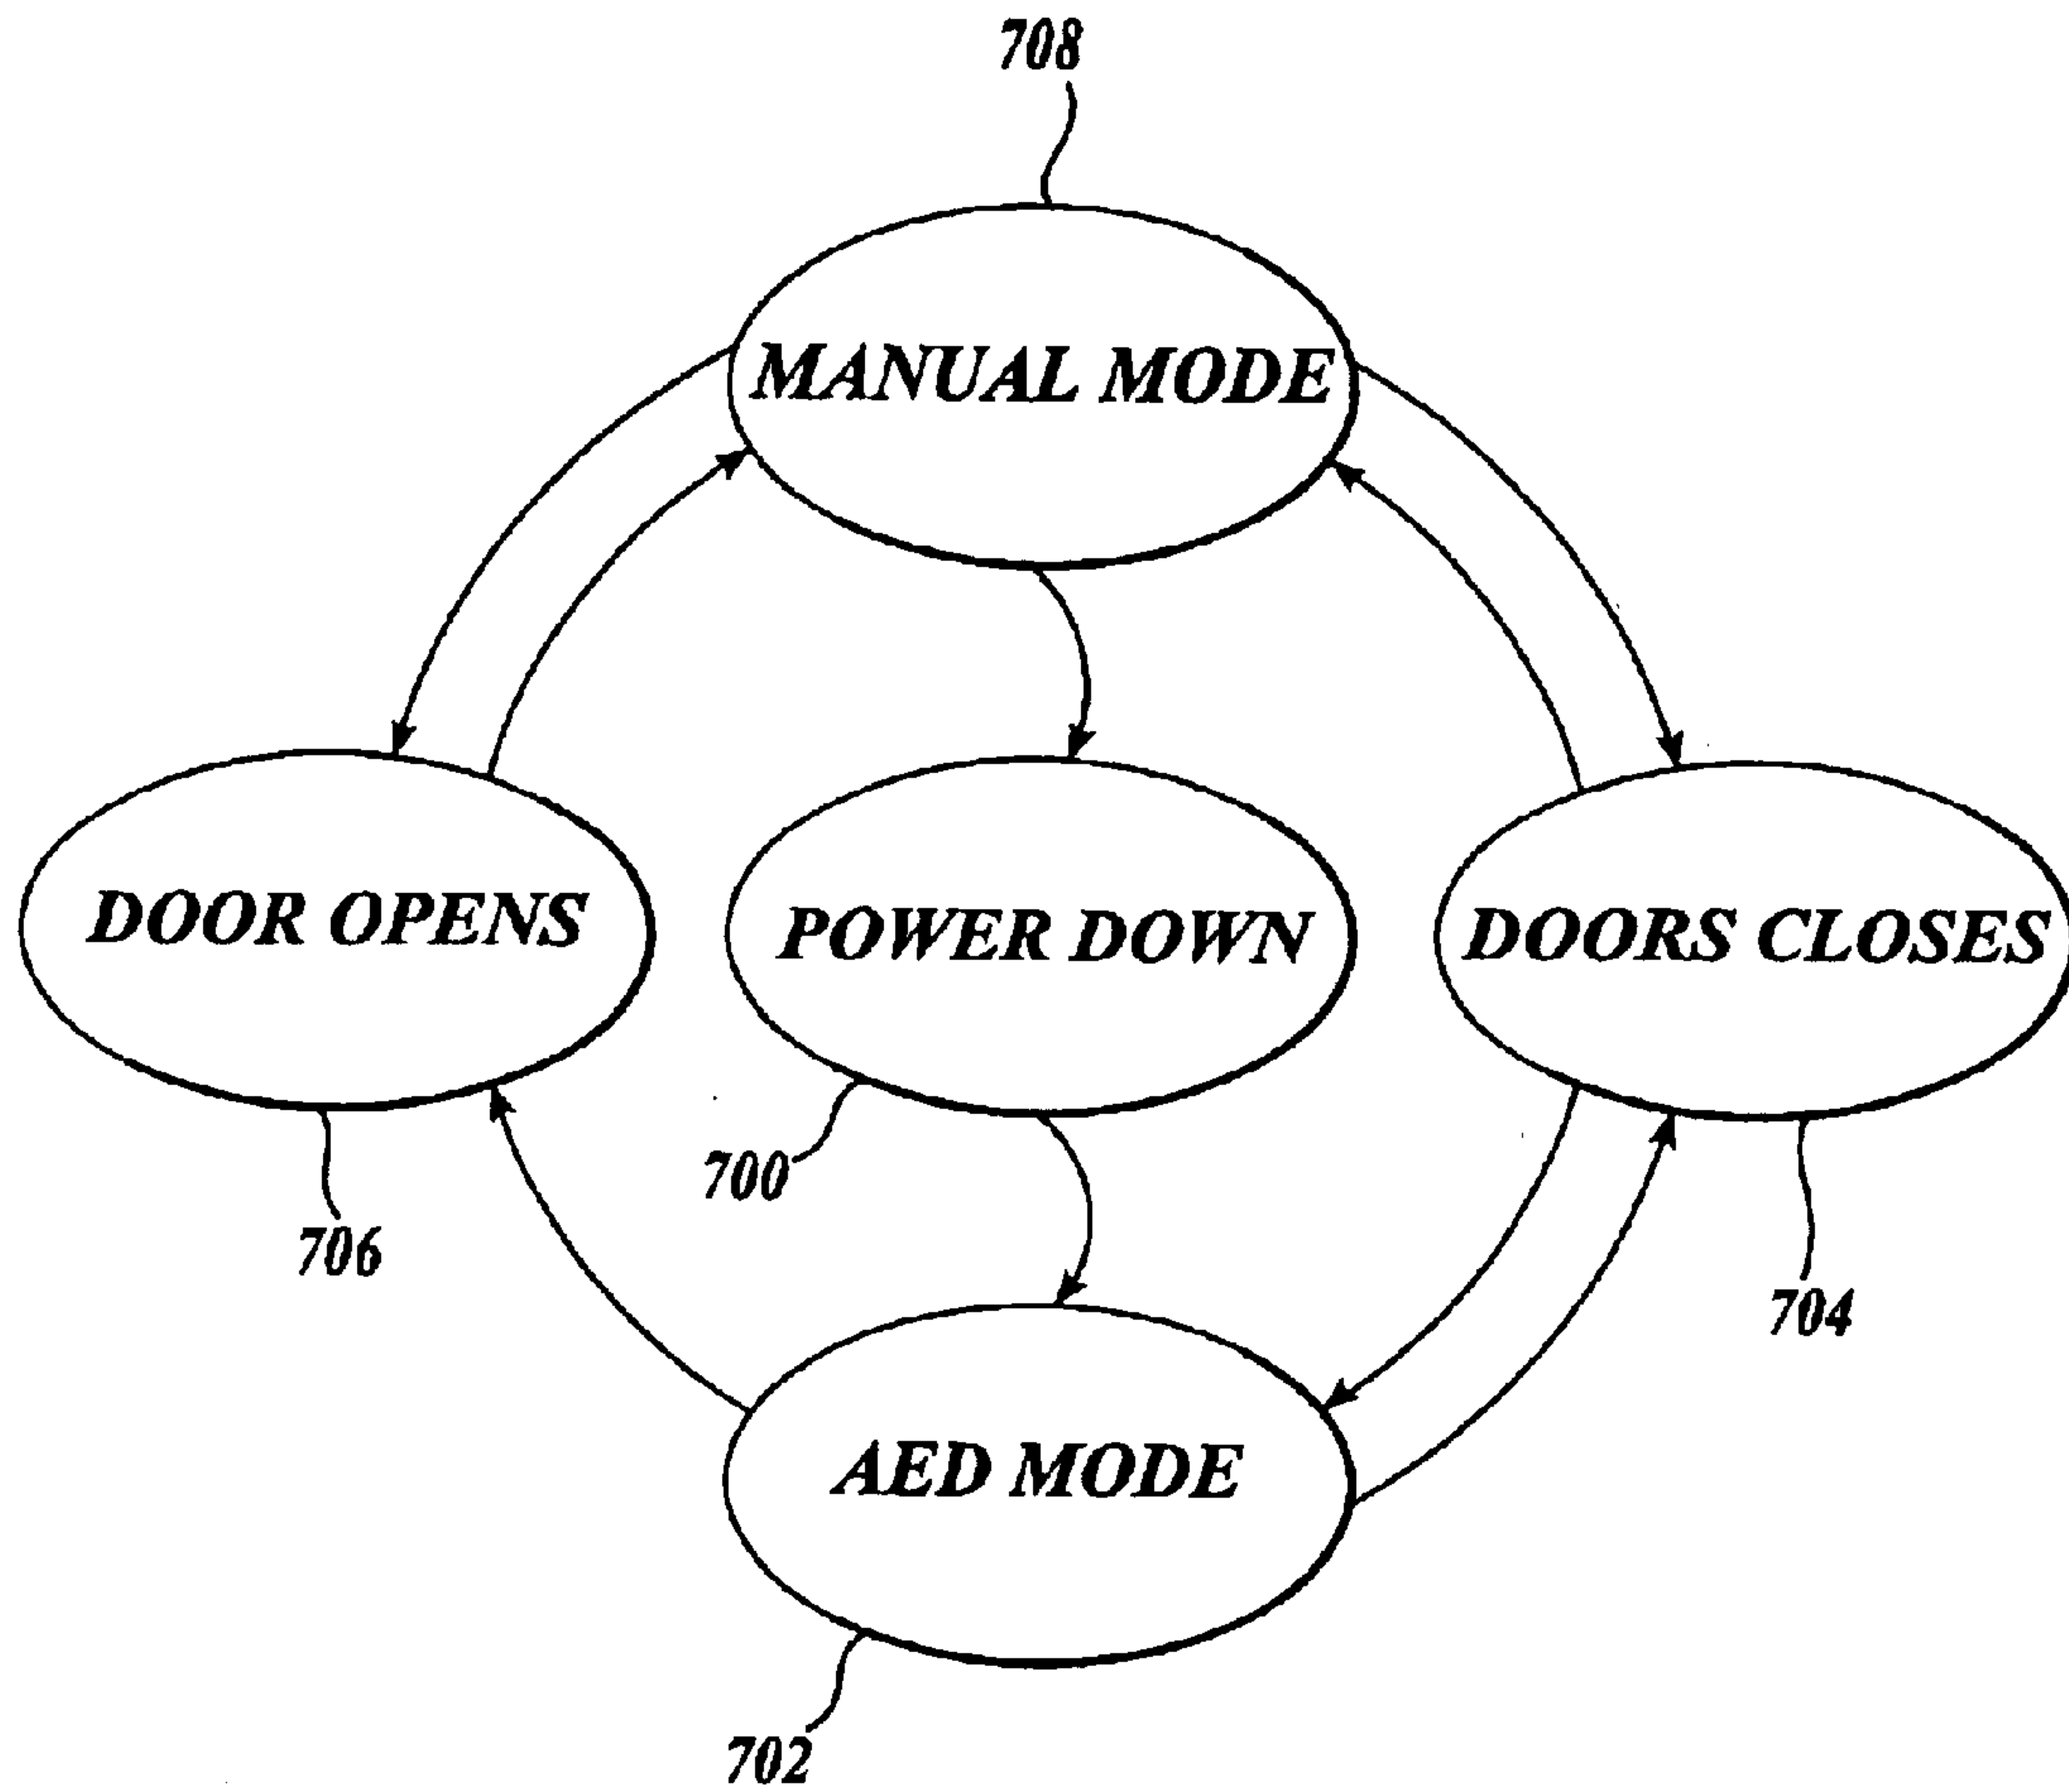 708
MANUAL MODE
DOOR OPENS
POWER DOWN
DOORS CLOSES
700
706
704
AED MODE
702